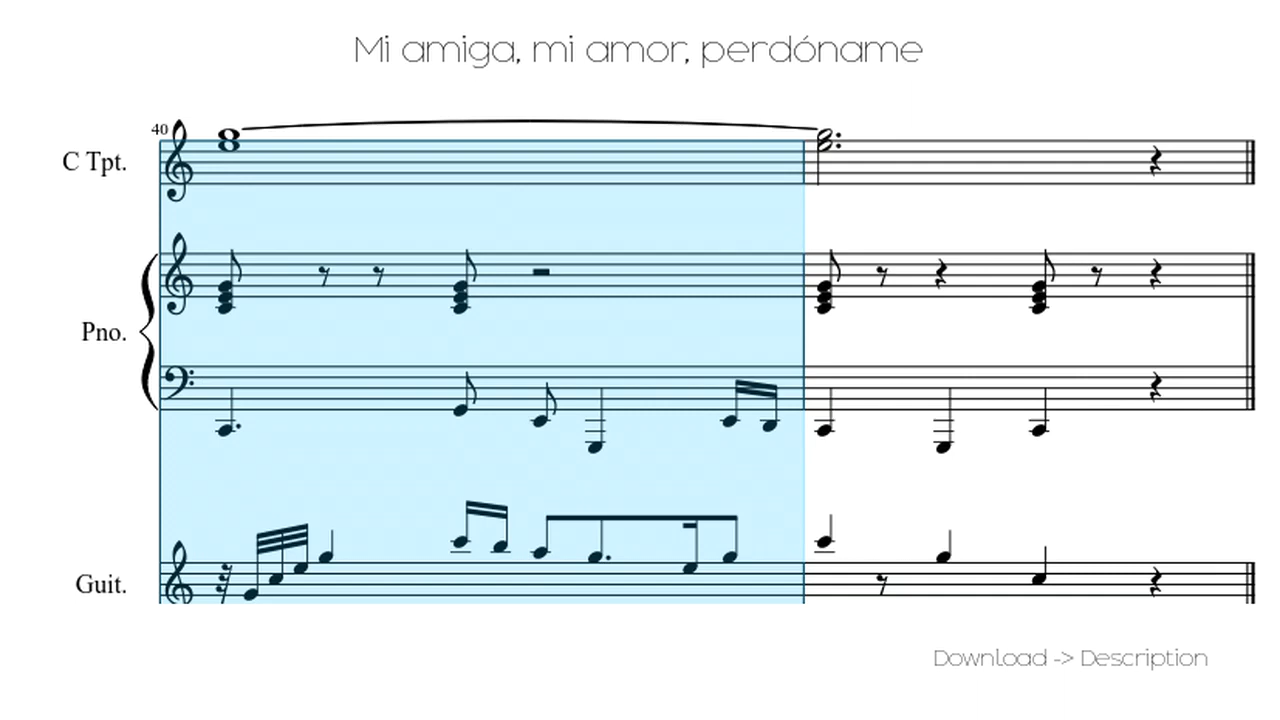 Mi amiga, mi amor, perdóname
40
C Tpt.
Pno.
Guit.
Download -> Description